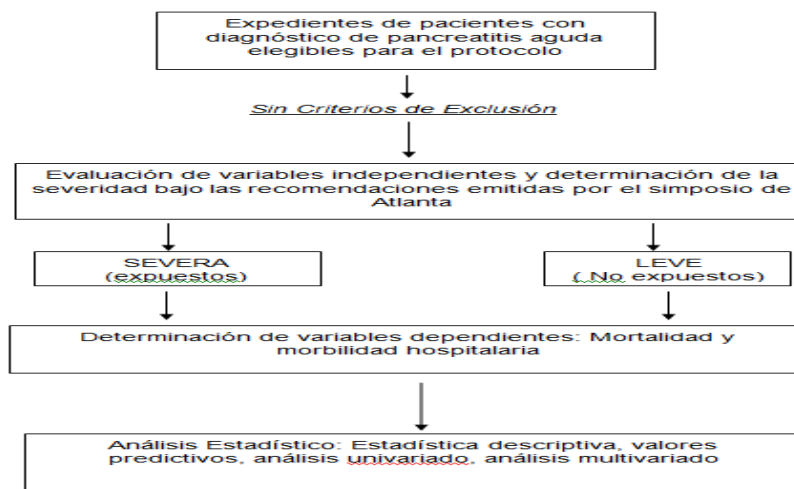 Expedientes de pacientes con
diagnóstico de pancreatitis aguda
elegibles para el protocolo
Sin Criterios de Exclusión
Evaluación de variables independientes y determinación de la
severidad bajo las recomendaciones emitidas por el simposio de
Atlanta
SEVERA
(expuestos)
LEVE
( No expuestos)
Determinación de variables dependientes: Mortalidad y
morbilidad hospitalaria
Análisis Estadístico: Estadística descriptiva, valores
predictivos, análisis univariado, análisis multivariado